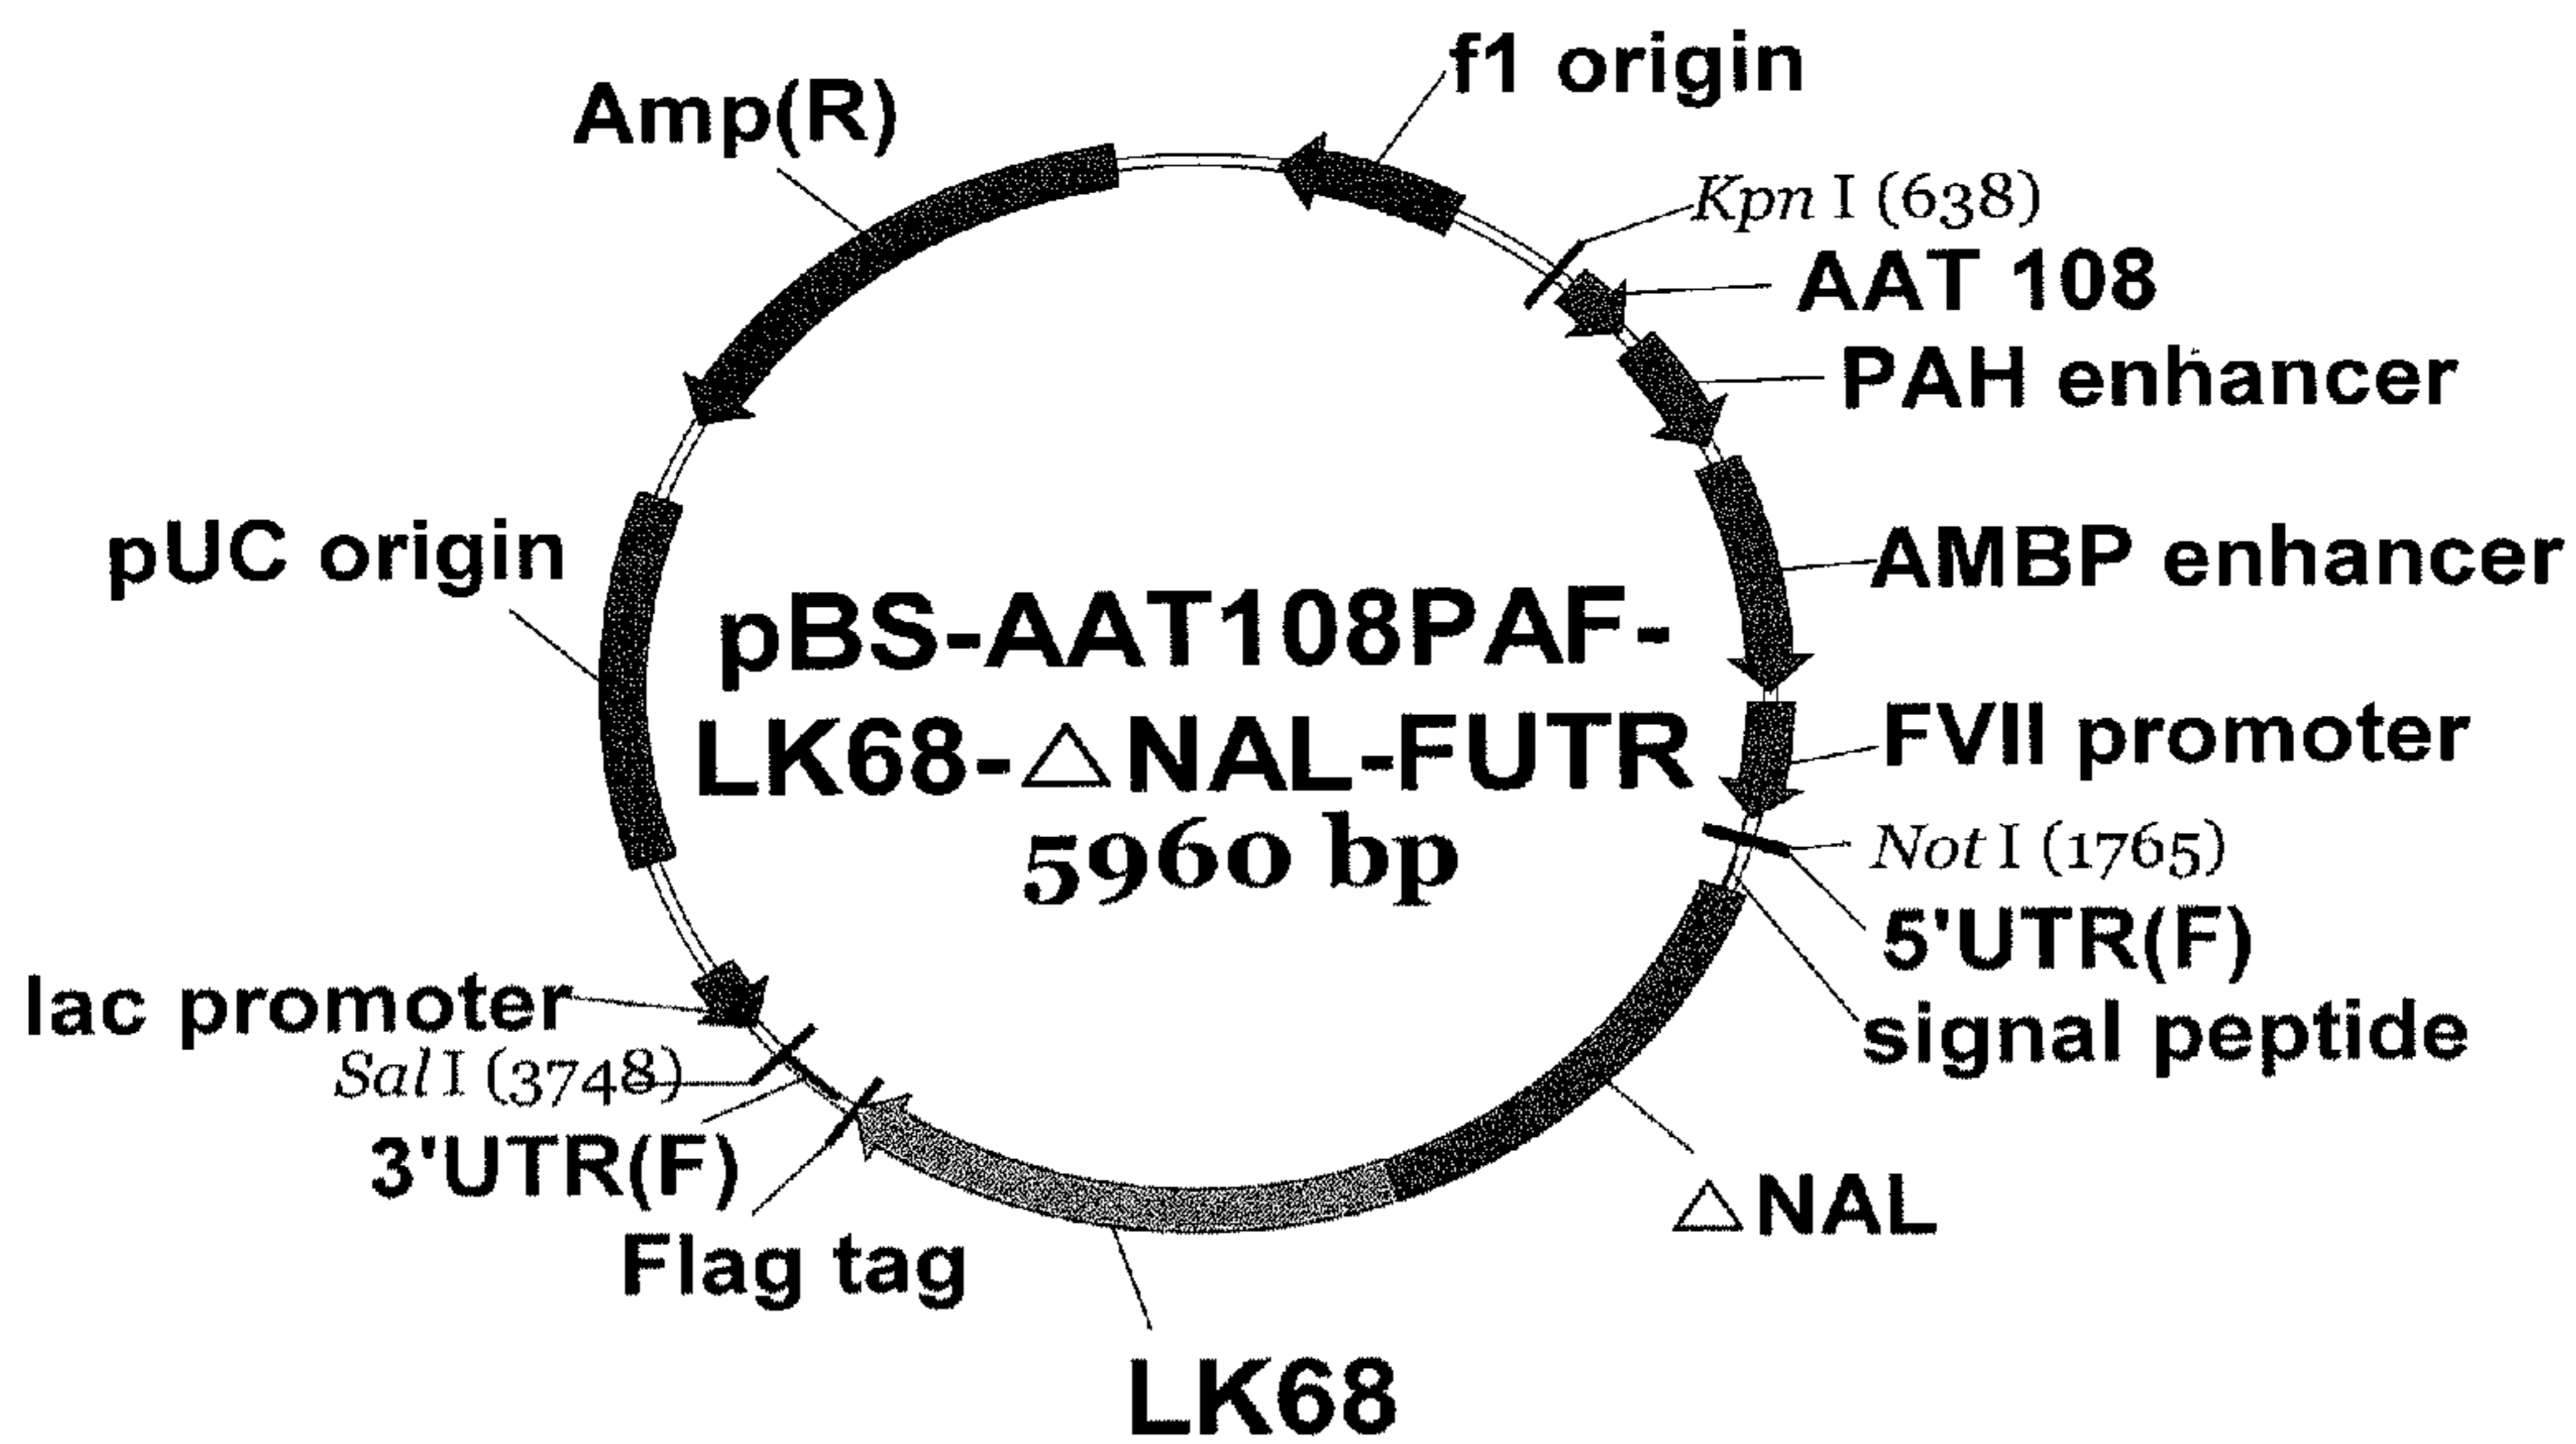 f1 origin
Amp(R)
Kpn I (638)
AAT 108
PAH enhancer
pUC origin
AMBP enhancer
pBS-AAT108PAF-
LK68-△NAL-FUTR
5960 bp
FVII promoter
Not I (1765)
5'UTR(F)
signal peptide
lac promoter
Sal I (3748)
3'UTR(F)
Flag tag
△NAL
LK68